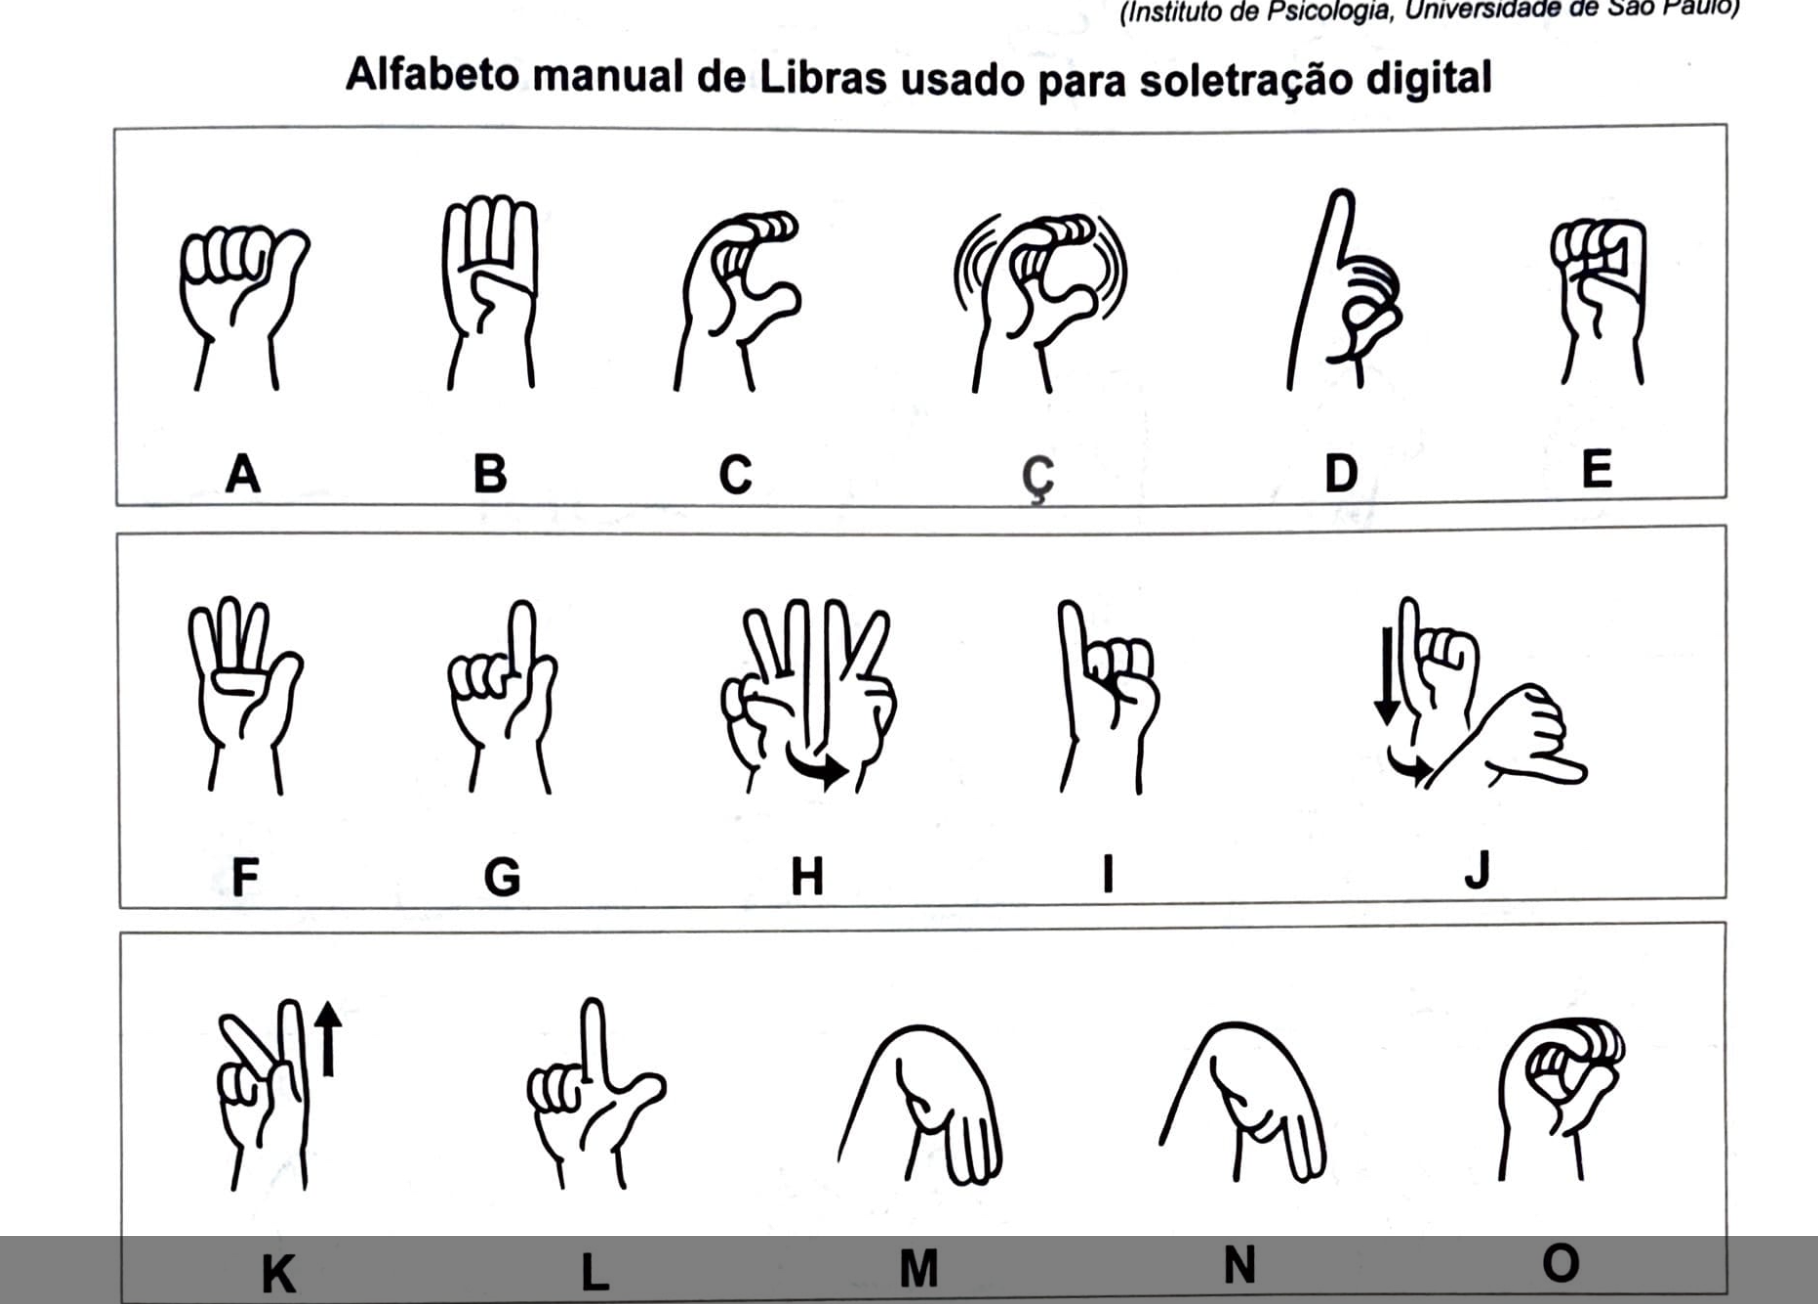 (Instituto de Psicologia, Universidade de São Paulo)
Alfabeto manual de Libras usado para soletração digital
A B C Ç D E
F G H I J
K L M N O